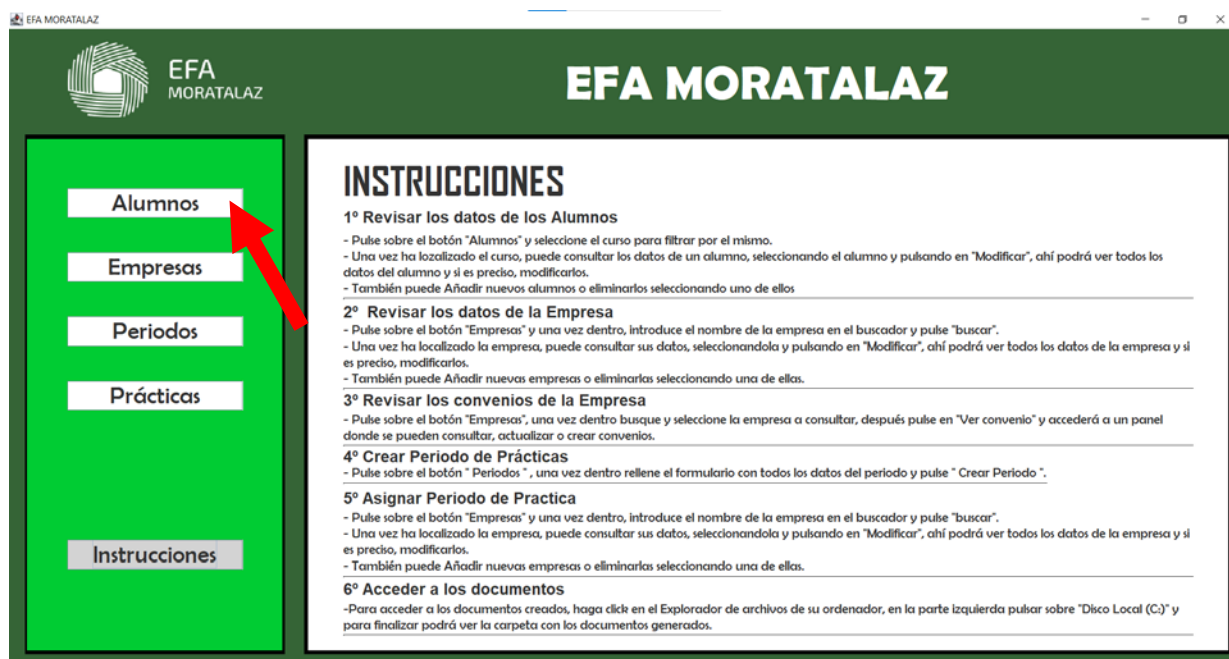 EFA MORATALAZ
EFA
MORATALAZ
EFA MORATALAZ
Alumnos
Empresas
Periodos
Prácticas
Instrucciones
INSTRUCCIONES
1º Revisar los datos de los Alumnos
- Pulse sobre el botón "Alumnos" y seleccione el curso para filtrar por el mismo.
- Una vez ha lozalizado el curso, puede consultar los datos de un alumno, seleccionando el alumno y pulsando en "Modificar", ahí podrá ver todos los
datos del alumno y si es preciso, modificarlos.
- También puede Añadir nuevos alumnos o eliminarlos seleccionando uno de ellos
2º Revisar los datos de la Empresa
- Pulse sobre el botón "Empresas" y una vez dentro, introduce el nombre de la empresa en el buscador y pulse "buscar".
- Una vez ha localizado la empresa, puede consultar sus datos, seleccionandola y pulsando en "Modificar", ahí podrá ver todos los datos de la empresa y si
es preciso, modificarlos.
- También puede Añadir nuevas empresas o eliminarlas seleccionando una de ellas.
3º Revisar los convenios de la Empresa
- Pulse sobre el botón "Empresas", una vez dentro busque y seleccione la empresa a consultar, después pulse en "Ver convenio" y accederá a un panel
donde se pueden consultar, actualizar o crear convenios.
4º Crear Periodo de Prácticas
- Pulse sobre el botón " Periodos " , una vez dentro rellene el formulario con todos los datos del periodo y pulse " Crear Periodo ".
5º Asignar Periodo de Practica
- Pulse sobre el botón "Empresas" y una vez dentro, introduce el nombre de la empresa en el buscador y pulse "buscar".
- Una vez ha localizado la empresa, puede consultar sus datos, seleccionandola y pulsando en "Modificar", ahí podrá ver todos los datos de la empresa y si
es preciso, modificarlos.
- También puede Añadir nuevas empresas o eliminarlas seleccionando una de ellas.
6º Acceder a los documentos
-Para acceder a los documentos creados, haga click en el Explorador de archivos de su ordenador, en la parte izquierda pulsar sobre "Disco Local (C:)" y
para finalizar podrá ver la carpeta con los documentos generados.